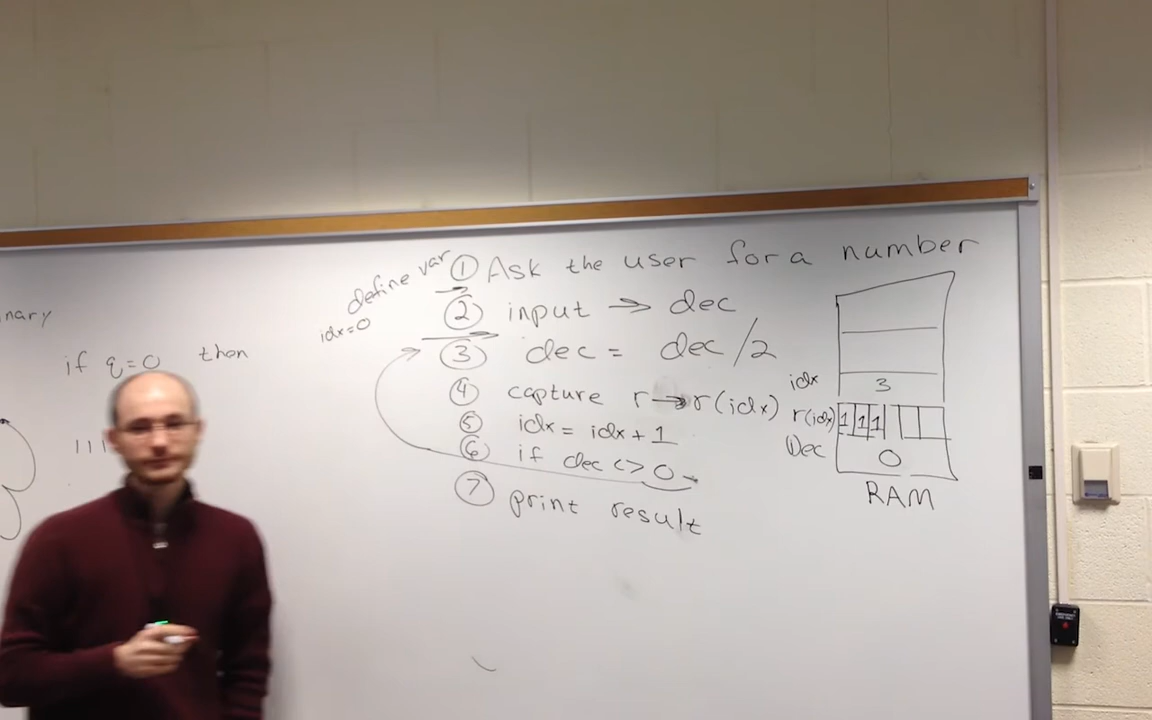 nary
if q=0 then
111
define var
idx=0
① Ask the user for a number
② input → dec
③ dec = dec/2
④ capture r→r(idx)
⑤ idx = idx + 1
⑥ if dec <> 0
⑦ print result
idx 3
r(idx) 1 1 1
Dec 0
RAM